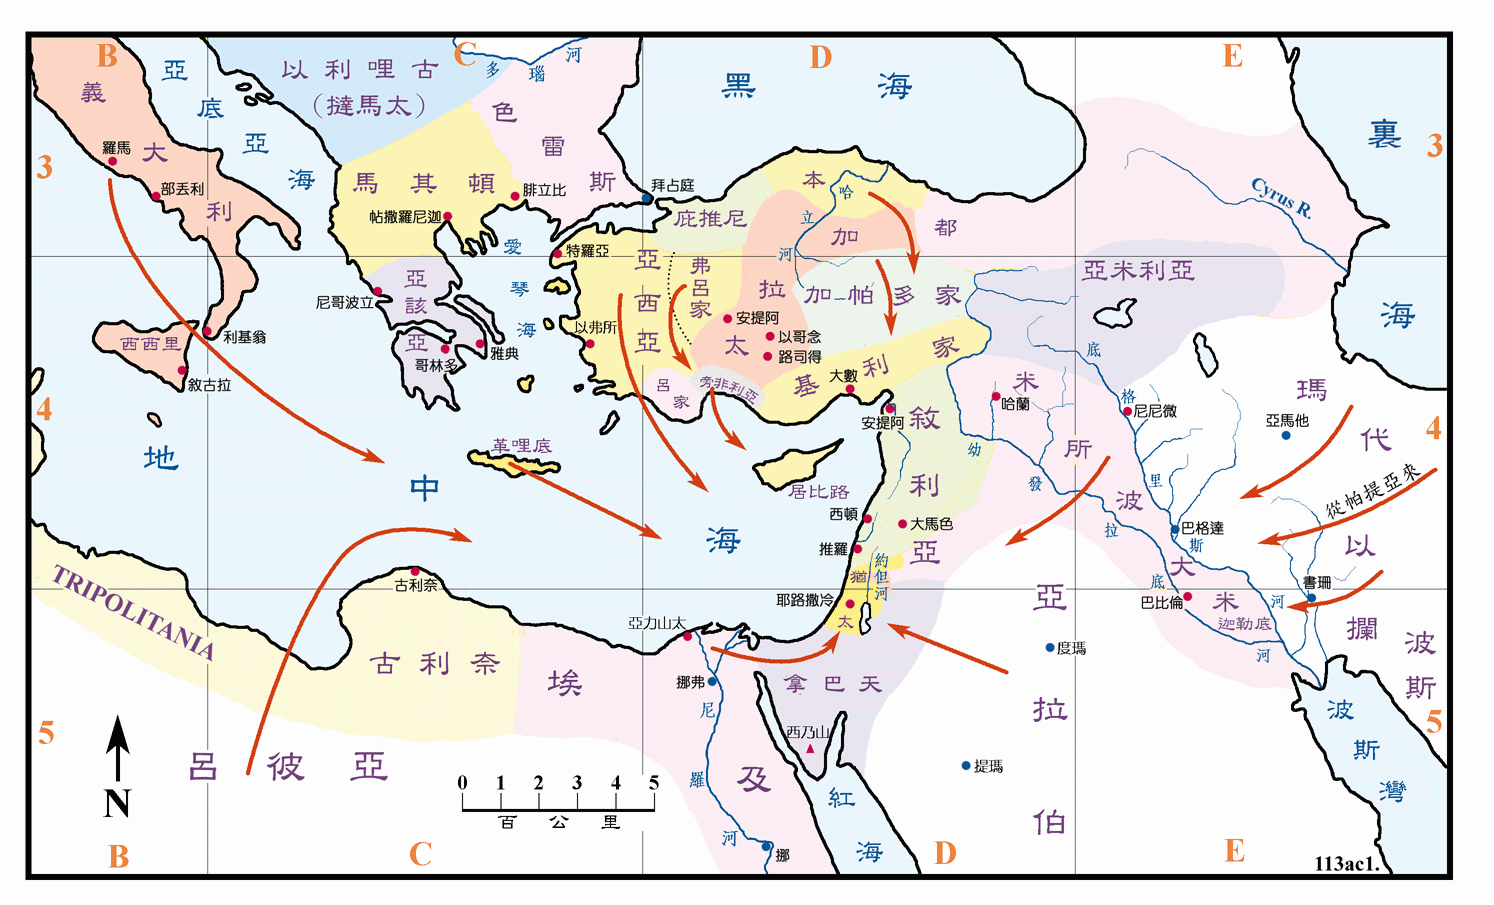 B
C
D
E
3
3
4
4
5
5
B
C
D
E
義大利
亞底亞海
以利哩古
（撻馬太）
多瑙河
色雷斯
黑海
裏海
Cyrus R.
羅馬
部丟利
馬其頓
腓立比
帖撒羅尼迦
拜占庭
庇推尼
本都
哈立河
加拉太
愛琴海
特羅亞
亞西亞
弗呂家
加帕多家
亞米利亞
亞該亞
尼哥波立
雅典
哥林多
以弗所
安提阿
以哥念
路司得
利基翁
西西里
敘古拉
呂家
旁非利亞
基利家
大數
安提阿
敘利亞
米所波大米
哈蘭
底格里斯河
尼尼微
瑪代
亞馬他
從帕提亞來
幼發拉底河
地中海
革哩底
居比路
西頓
大馬色
推羅
約但河
猶太
耶路撒冷
巴格達
巴比倫
迦勒底
書珊
以攔
波斯
波斯灣
亞拉伯
度瑪
提瑪
TRIPOLITANIA
古利奈
古利奈
亞力山太
埃及
挪弗
尼羅河
挪
拿巴天
西乃山
紅海
呂彼亞
N
0 1 2 3 4 5
百公里
113ac1.